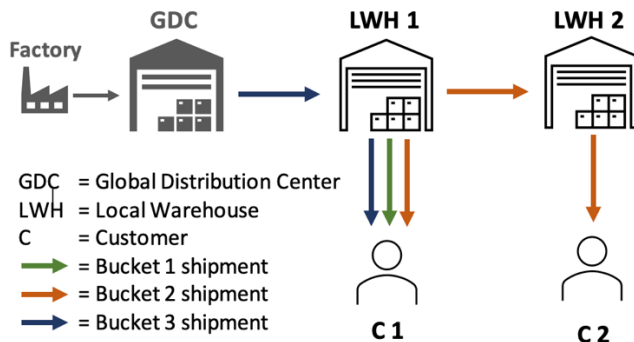 GDC
LWH 1
LWH 2
Factory
GDC = Global Distribution Center
LWH = Local Warehouse
C = Customer
= Bucket 1 shipment
= Bucket 2 shipment
= Bucket 3 shipment
C 1
C 2